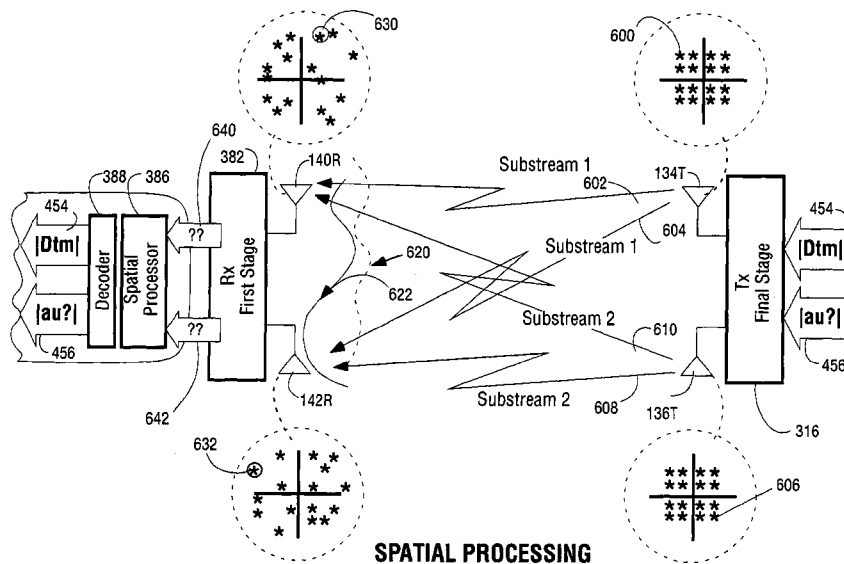 630
600
640
388
386
382
140R
Substream 1
134T
602
454
454
604
??
|Dtm|
Decoder
Spatial
Processor
Rx
First Stage
Substream 1
620
Tx
Final Stage
|Dtm|
622
|au?|
??
Substream 2
610
|au?|
456
456
642
142R
Substream 2
608
136T
316
632
606
SPATIAL PROCESSING